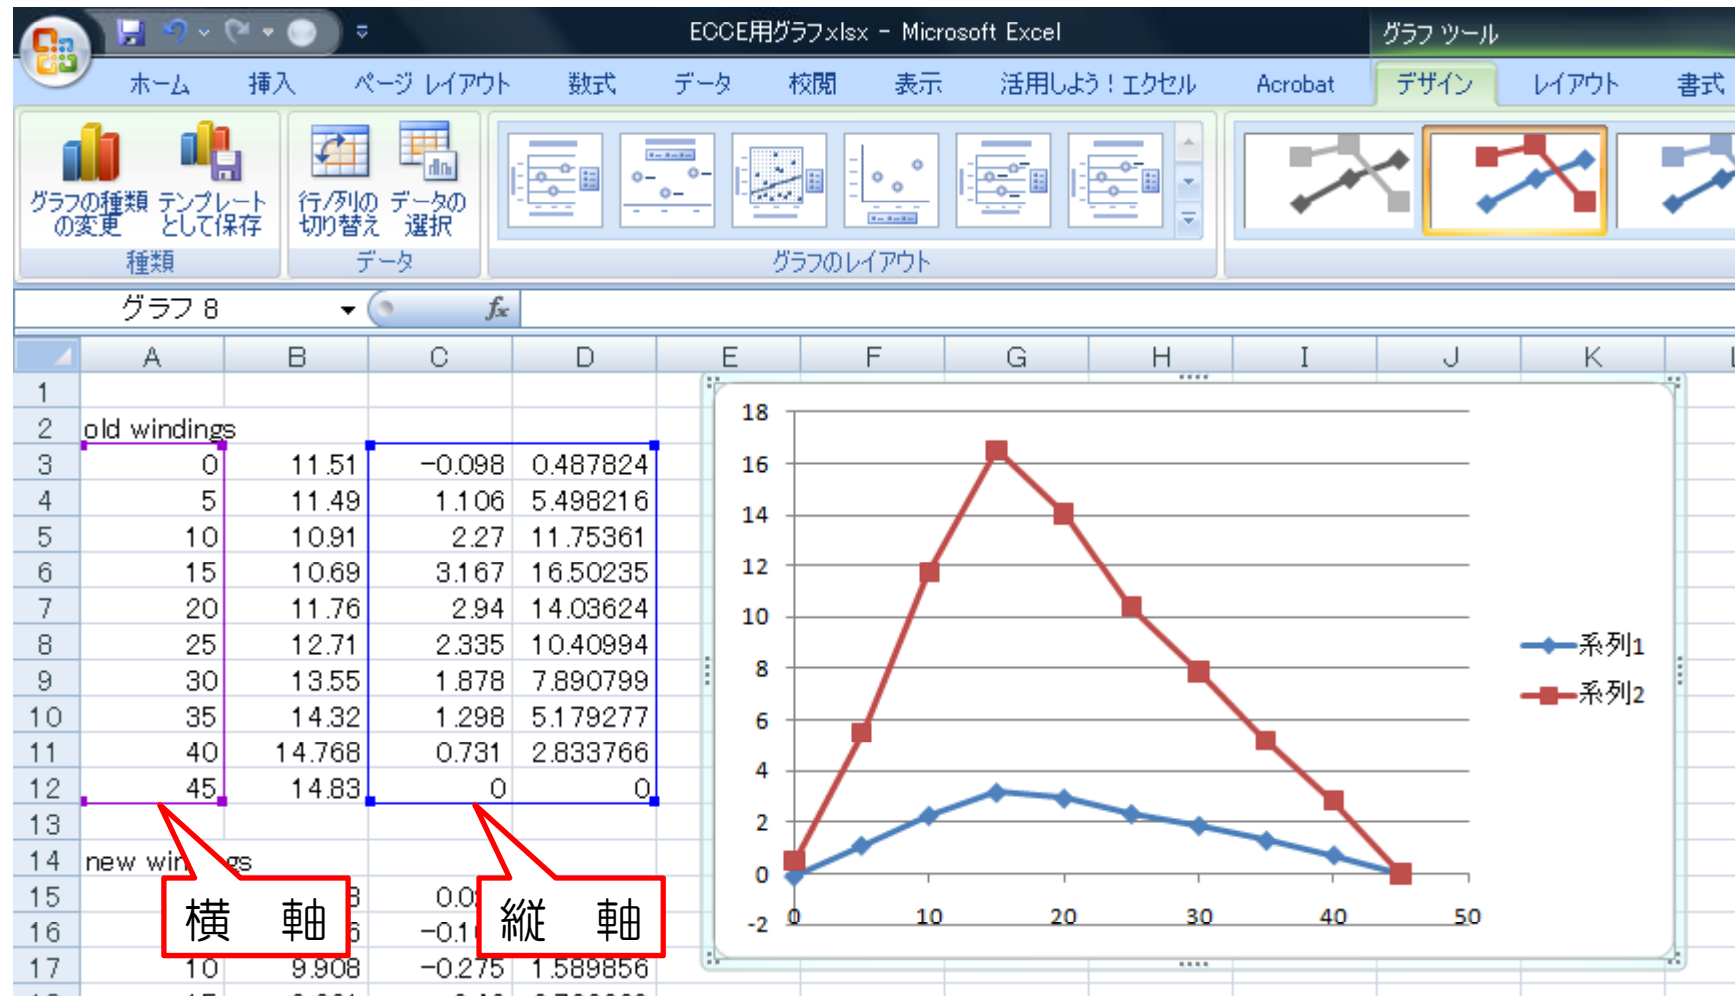 ECCE用グラフxlsx - Microsoft Excel グラフ ツール
ホーム 挿入 ページ レイアウト 数式 データ 校閲 表示 活用しよう！エクセル Acrobat デザイン レイアウト 書式
グラフの種類 テンプレート 行/列の データの
の変更 として保存 切り替え 選択
種類 データ グラフのレイアウト
グラフ 8 fx
A B C D E F G H I J K
1
2 old windings
3 0 11.51 -0.098 0.487824
4 5 11.49 1.106 5.498216
5 10 10.91 2.27 11.75361
6 15 10.69 3.167 16.50235
7 20 11.76 2.94 14.03624
8 25 12.71 2.335 10.40994
9 30 13.55 1.878 7.890799
10 35 14.32 1.298 5.179277
11 40 14.768 0.731 2.833766
12 45 14.83 0 0
13
14 new
15
16
17 10 9.908 -0.275 1.589856
横 軸
縦 軸
18
16
14
12
10
8
6
4
2
0
-2
0 10 20 30 40 50
系列1
系列2